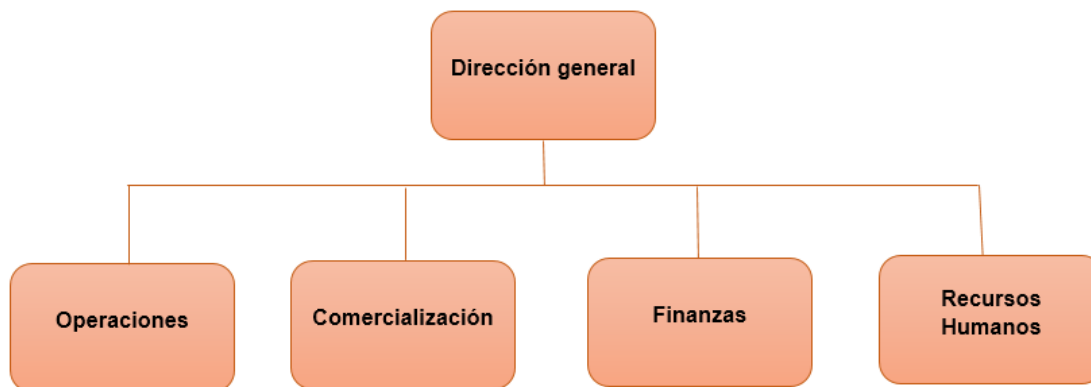 Dirección general
Operaciones
Comercialización
Finanzas
Recursos
Humanos